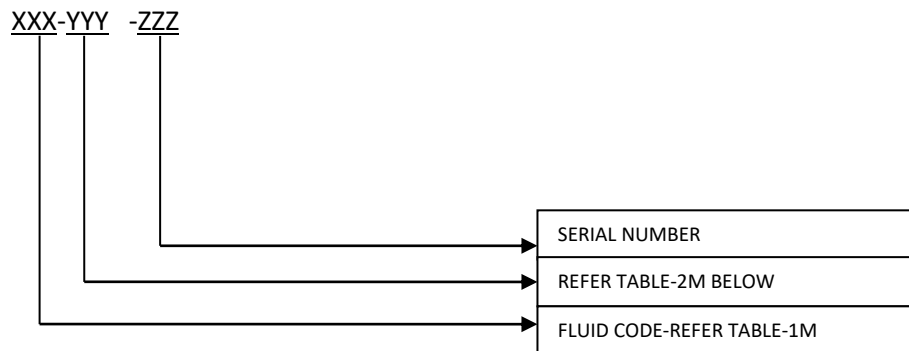 XXX-YYY -ZZZ
SERIAL NUMBER
REFER TABLE-2M BELOW
FLUID CODE-REFER TABLE-1M